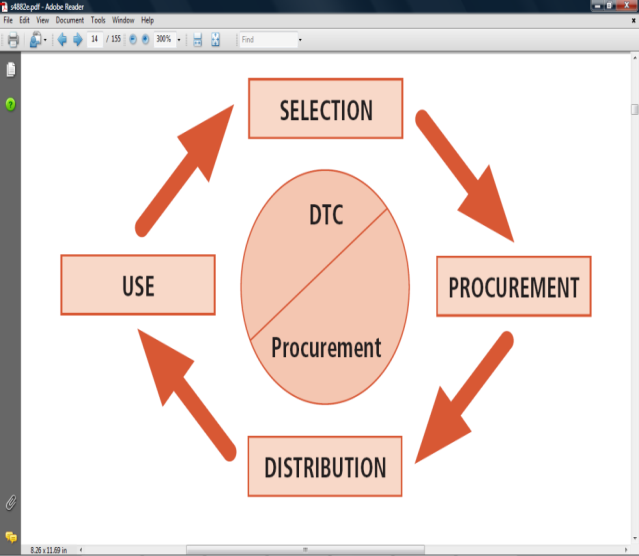 s4882e.pdf - Adobe Reader
File Edit View Document Tools Window Help
14 / 155 300% Find
SELECTION
DTC
USE
PROCUREMENT
Procurement
DISTRIBUTION
8.26 x 11.69 in